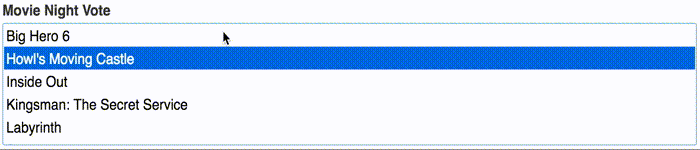 Movie Night Vote
Big Hero 6
Howl's Moving Castle
Inside Out
Kingsman: The Secret Service
Labyrinth